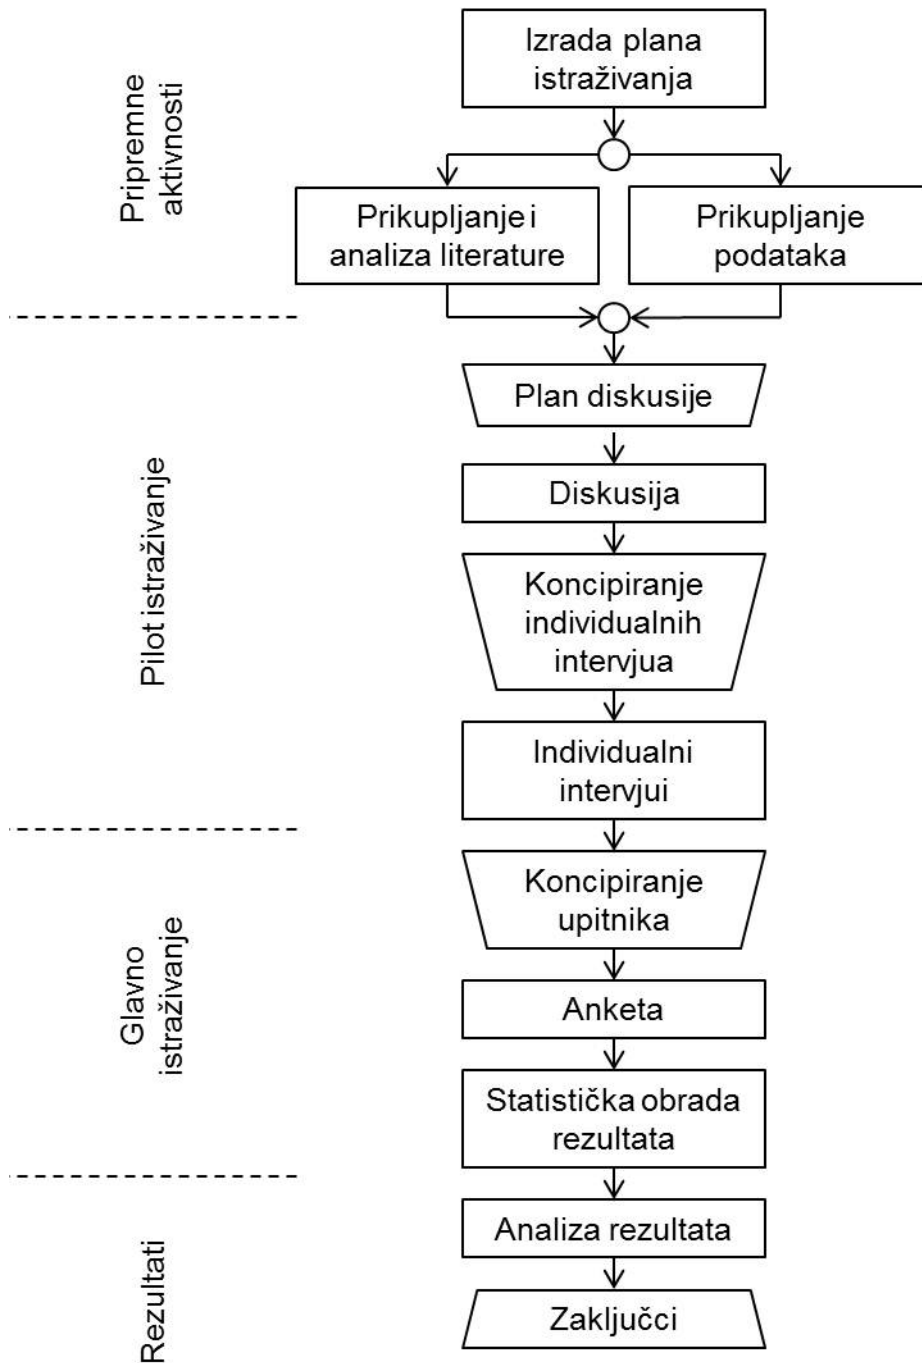 Pripremne
aktivnosti
Izrada plana
istraživanja
Prikupljanje i
analiza literature
Prikupljanje
podataka
Pilot istraživanje
Plan diskusije
Diskusija
Koncipiranje
individualnih
intervjua
Individualni
intervjui
Glavno
istraživanje
Koncipiranje
upitnika
Anketa
Statistička obrada
rezultata
Rezultati
Analiza rezultata
Zaključci